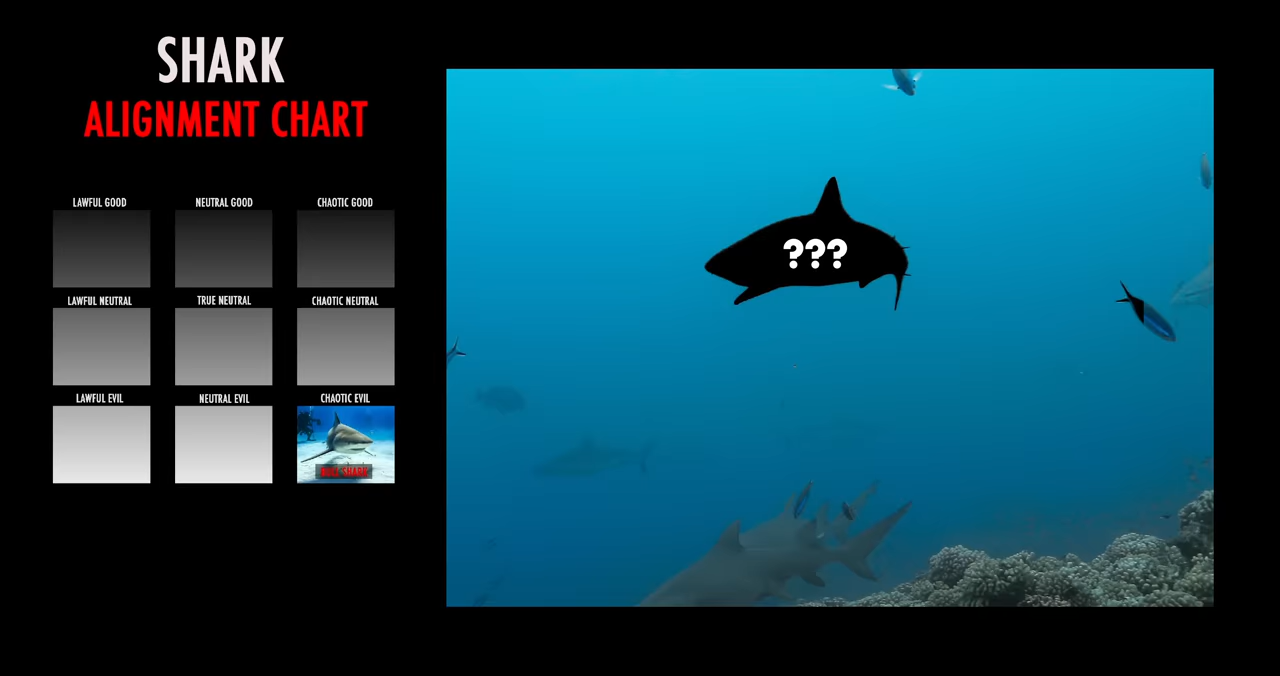 SHARK
ALIGNMENT CHART
LAWFUL GOOD
NEUTRAL GOOD
CHAOTIC GOOD
LAWFUL NEUTRAL
TRUE NEUTRAL
CHAOTIC NEUTRAL
LAWFUL EVIL
NEUTRAL EVIL
CHAOTIC EVIL
BULL SHARK
???